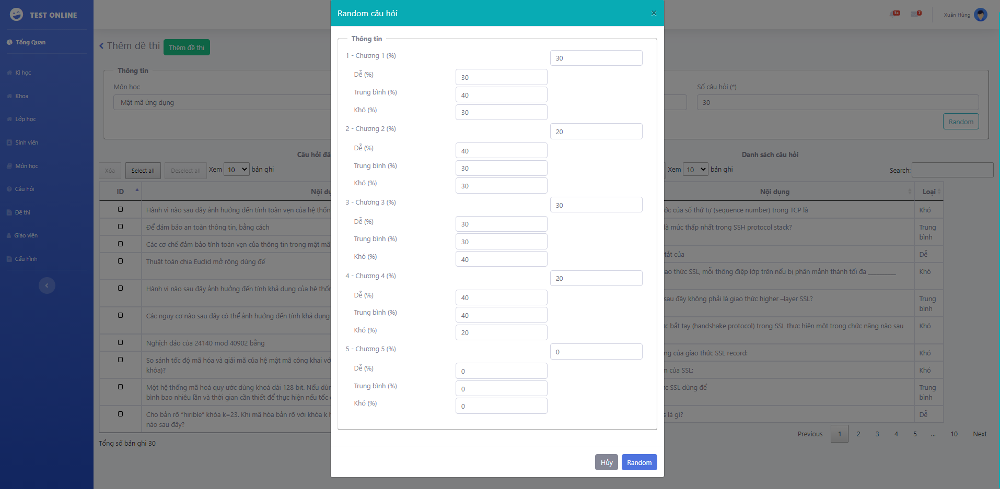 TEST ONLINE
Tổng Quan
Kì học
Khoa
Lớp học
Sinh viên
Môn học
Câu hỏi
Đề thi
Giáo viên
Cấu hình
3+
7
Xuân Hùng
Thêm đề thi
Thêm đề thi
Thông tin
Môn học
Mật mã ứng dụng
Số câu hỏi (*)
30
Random
Câu hỏi
Xóa
Select all
Deselect all
Xem 10 bản ghi
ID
Nội
Hành vi nào sau đây ảnh hưởng đến tính toàn vẹn của hệ
Để đảm bảo an toàn thông tin, bằng cách
Các cơ chế đảm bảo tính toàn vẹn của thông tin trong mật mã
Thuật toán chia Euclid mở rộng dùng để
Hành vi nào sau đây ảnh hưởng đến tính khả dụng của hệ
Các nguy cơ nào sau đây có thể ảnh hưởng đến tính khả dụng
Nghịch đảo của 24140 mod 40902 bằng
So sánh tốc độ mã hóa và giải mã của hệ mật mã công khai
khóa)?
Một hệ thống mã hoá quy ước dùng khoá dài 128 bit. Nếu
bình bao nhiêu lần và thời gian cần thiết để thực hiện nếu tốc
Cho bản rõ “hirible” khóa k=23. Khi mã hóa bản rõ với khóa k
nào sau đây?
Tổng số bản ghi 30
Random câu hỏi
×
Thông tin
1 - Chương 1 (%)
30
Dễ (%)
30
Trung bình (%)
40
Khó (%)
30
2 - Chương 2 (%)
20
Dễ (%)
40
Trung bình (%)
30
Khó (%)
30
3 - Chương 3 (%)
30
Dễ (%)
30
Trung bình (%)
30
Khó (%)
40
4 - Chương 4 (%)
20
Dễ (%)
40
Trung bình (%)
40
Khó (%)
20
5 - Chương 5 (%)
0
Dễ (%)
0
Trung bình (%)
0
Khó (%)
0
Hủy
Random
Danh sách câu hỏi
Xem 10 bản ghi
Search:
Nội dung
Loại
của số thứ tự (sequence number) trong TCP là
Khó
là mức thấp nhất trong SSH protocol stack?
Trung
bình
tắt của
Dễ
thức SSL, mỗi thông điệp lớp trên nếu bị phân mảnh thành tối đa _________
Khó
sau đây không phải là giao thức higher –layer SSL?
Trung
bình
bắt tay (handshake protocol) trong SSL thực hiện một trong chức năng nào sau
Khó
của giao thức SSL record:
Khó
của SSL:
Khó
SSL dùng để
Trung
bình
là gì?
Dễ
Previous 1 2 3 4 5 ... 10 Next